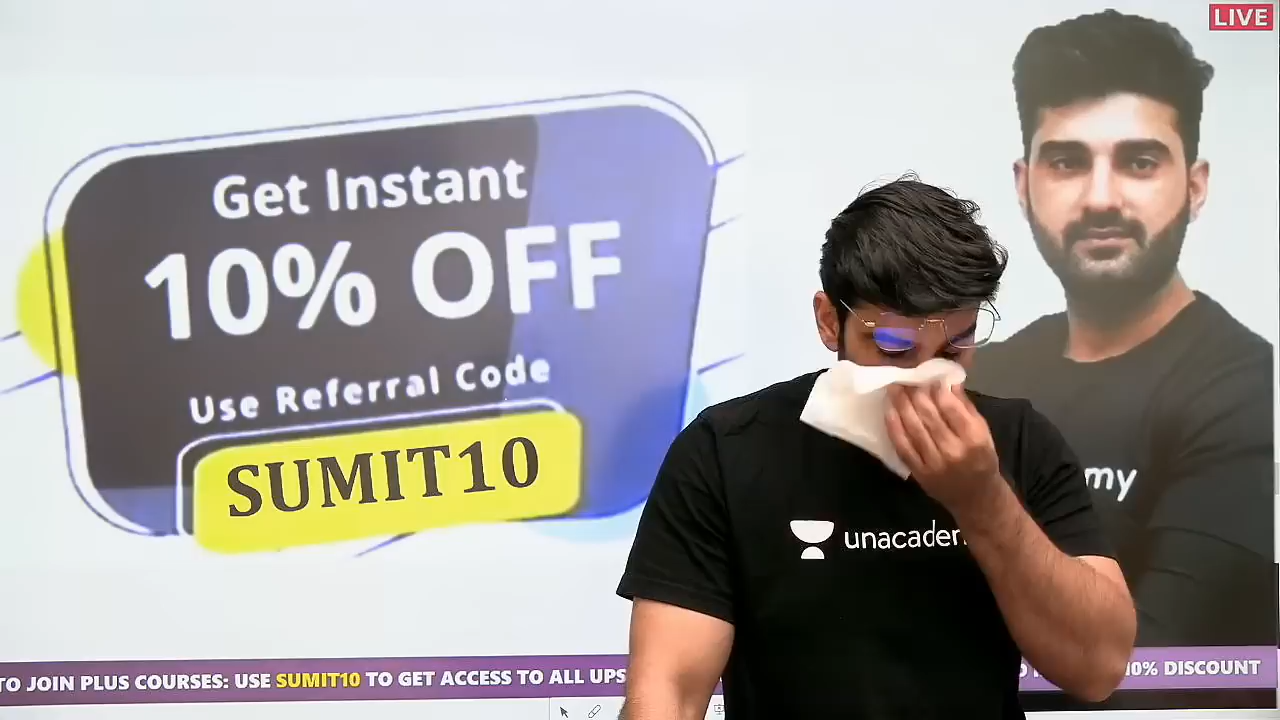 LIVE
Get Instant
10% OFF
Use Referral Code
SUMIT10
my
unacadem
TO JOIN PLUS COURSES: USE SUMIT10 TO GET ACCESS TO ALL UPS
10% DISCOUNT